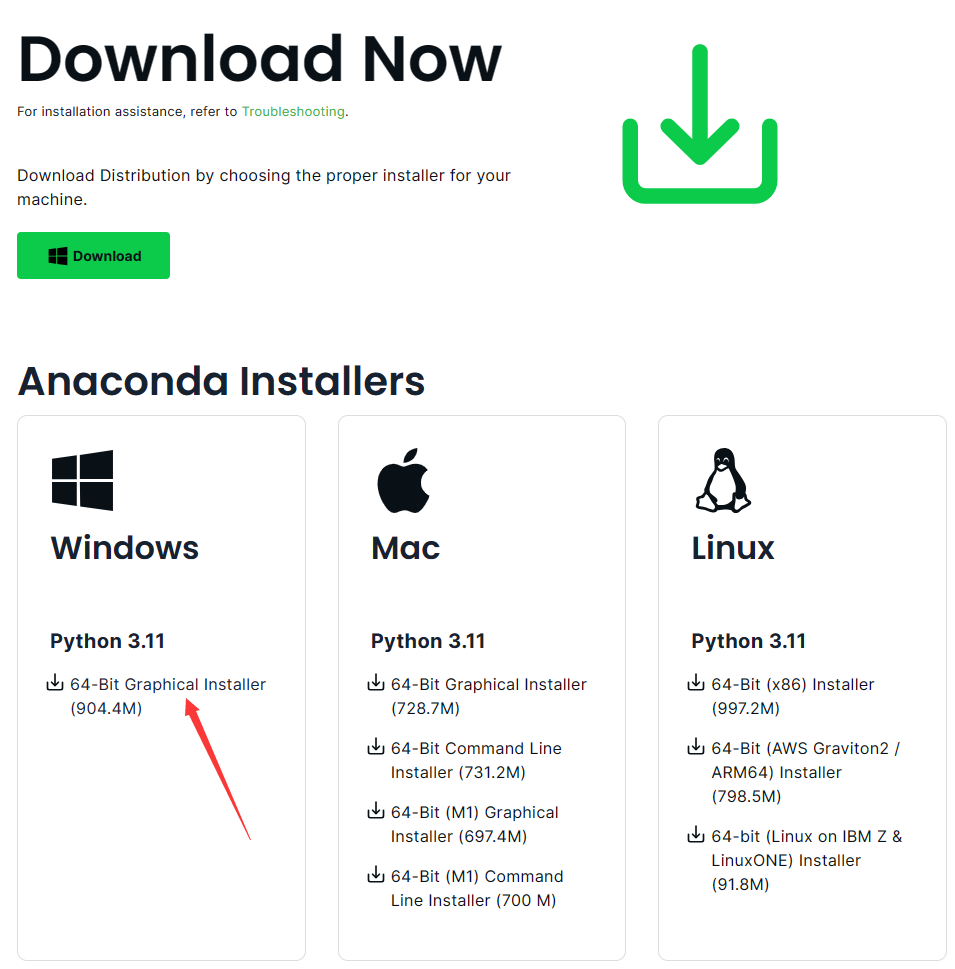 Download Now
For installation assistance, refer to Troubleshooting.
Download Distribution by choosing the proper installer for your
machine.
Download
Anaconda Installers
Windows
Python 3.11
64-Bit Graphical Installer
(904.4M)
Mac
Python 3.11
64-Bit Graphical Installer
(728.7M)
64-Bit Command Line
Installer (731.2M)
64-Bit (M1) Graphical
Installer (697.4M)
64-Bit (M1) Command
Line Installer (700 M)
Linux
Python 3.11
64-Bit (x86) Installer
(997.2M)
64-Bit (AWS Graviton2 /
ARM64) Installer
(798.5M)
64-bit (Linux on IBM Z &
LinuxONE) Installer
(91.8M)